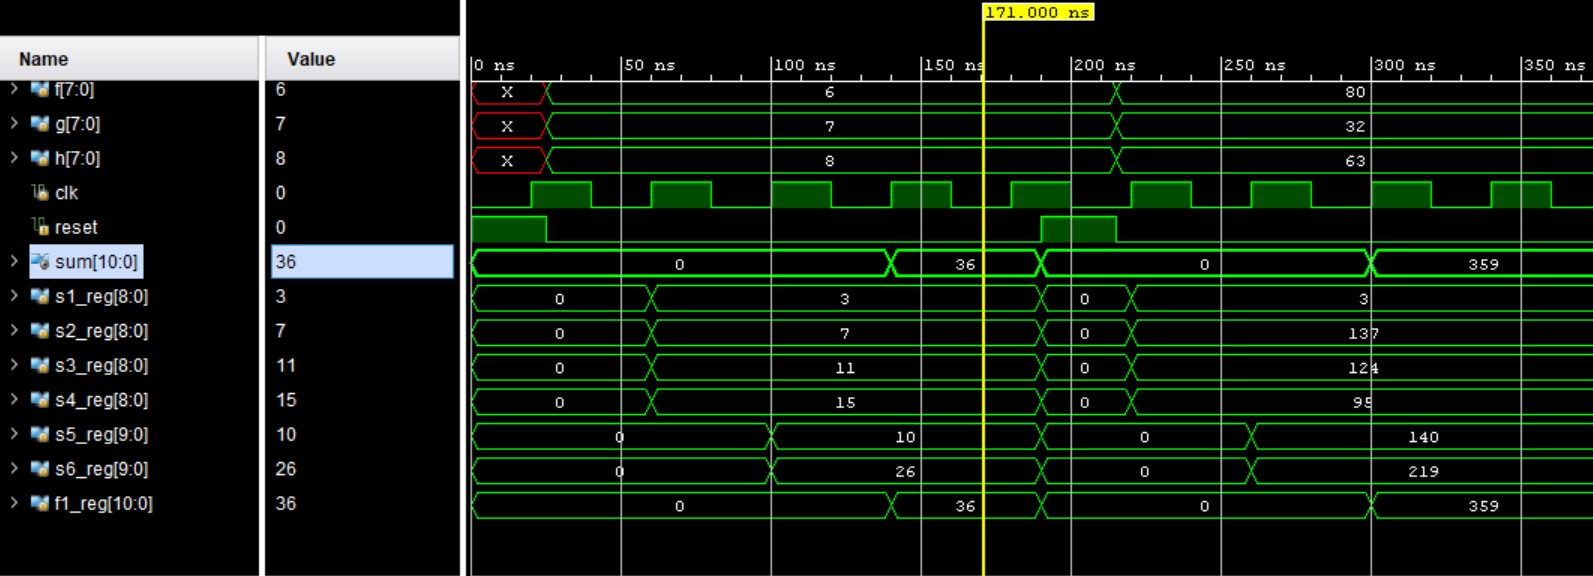 171.000 ns
Name Value
0 ns 50 ns 100 ns 150 ns 200 ns 250 ns 300 ns 350 ns
f[7:0] 6 X 6 80
g[7:0] 7 X 7 32
h[7:0] 8 X 8 63
clk 0
reset 0
sum[10:0] 36 0 36 0 359
s1_reg[8:0] 3 0 3 0 3
s2_reg[8:0] 7 0 7 0 137
s3_reg[8:0] 11 0 11 0 124
s4_reg[8:0] 15 0 15 0 95
s5_reg[9:0] 10 0 10 0 140
s6_reg[9:0] 26 0 26 0 219
f1_reg[10:0] 36 0 36 0 359